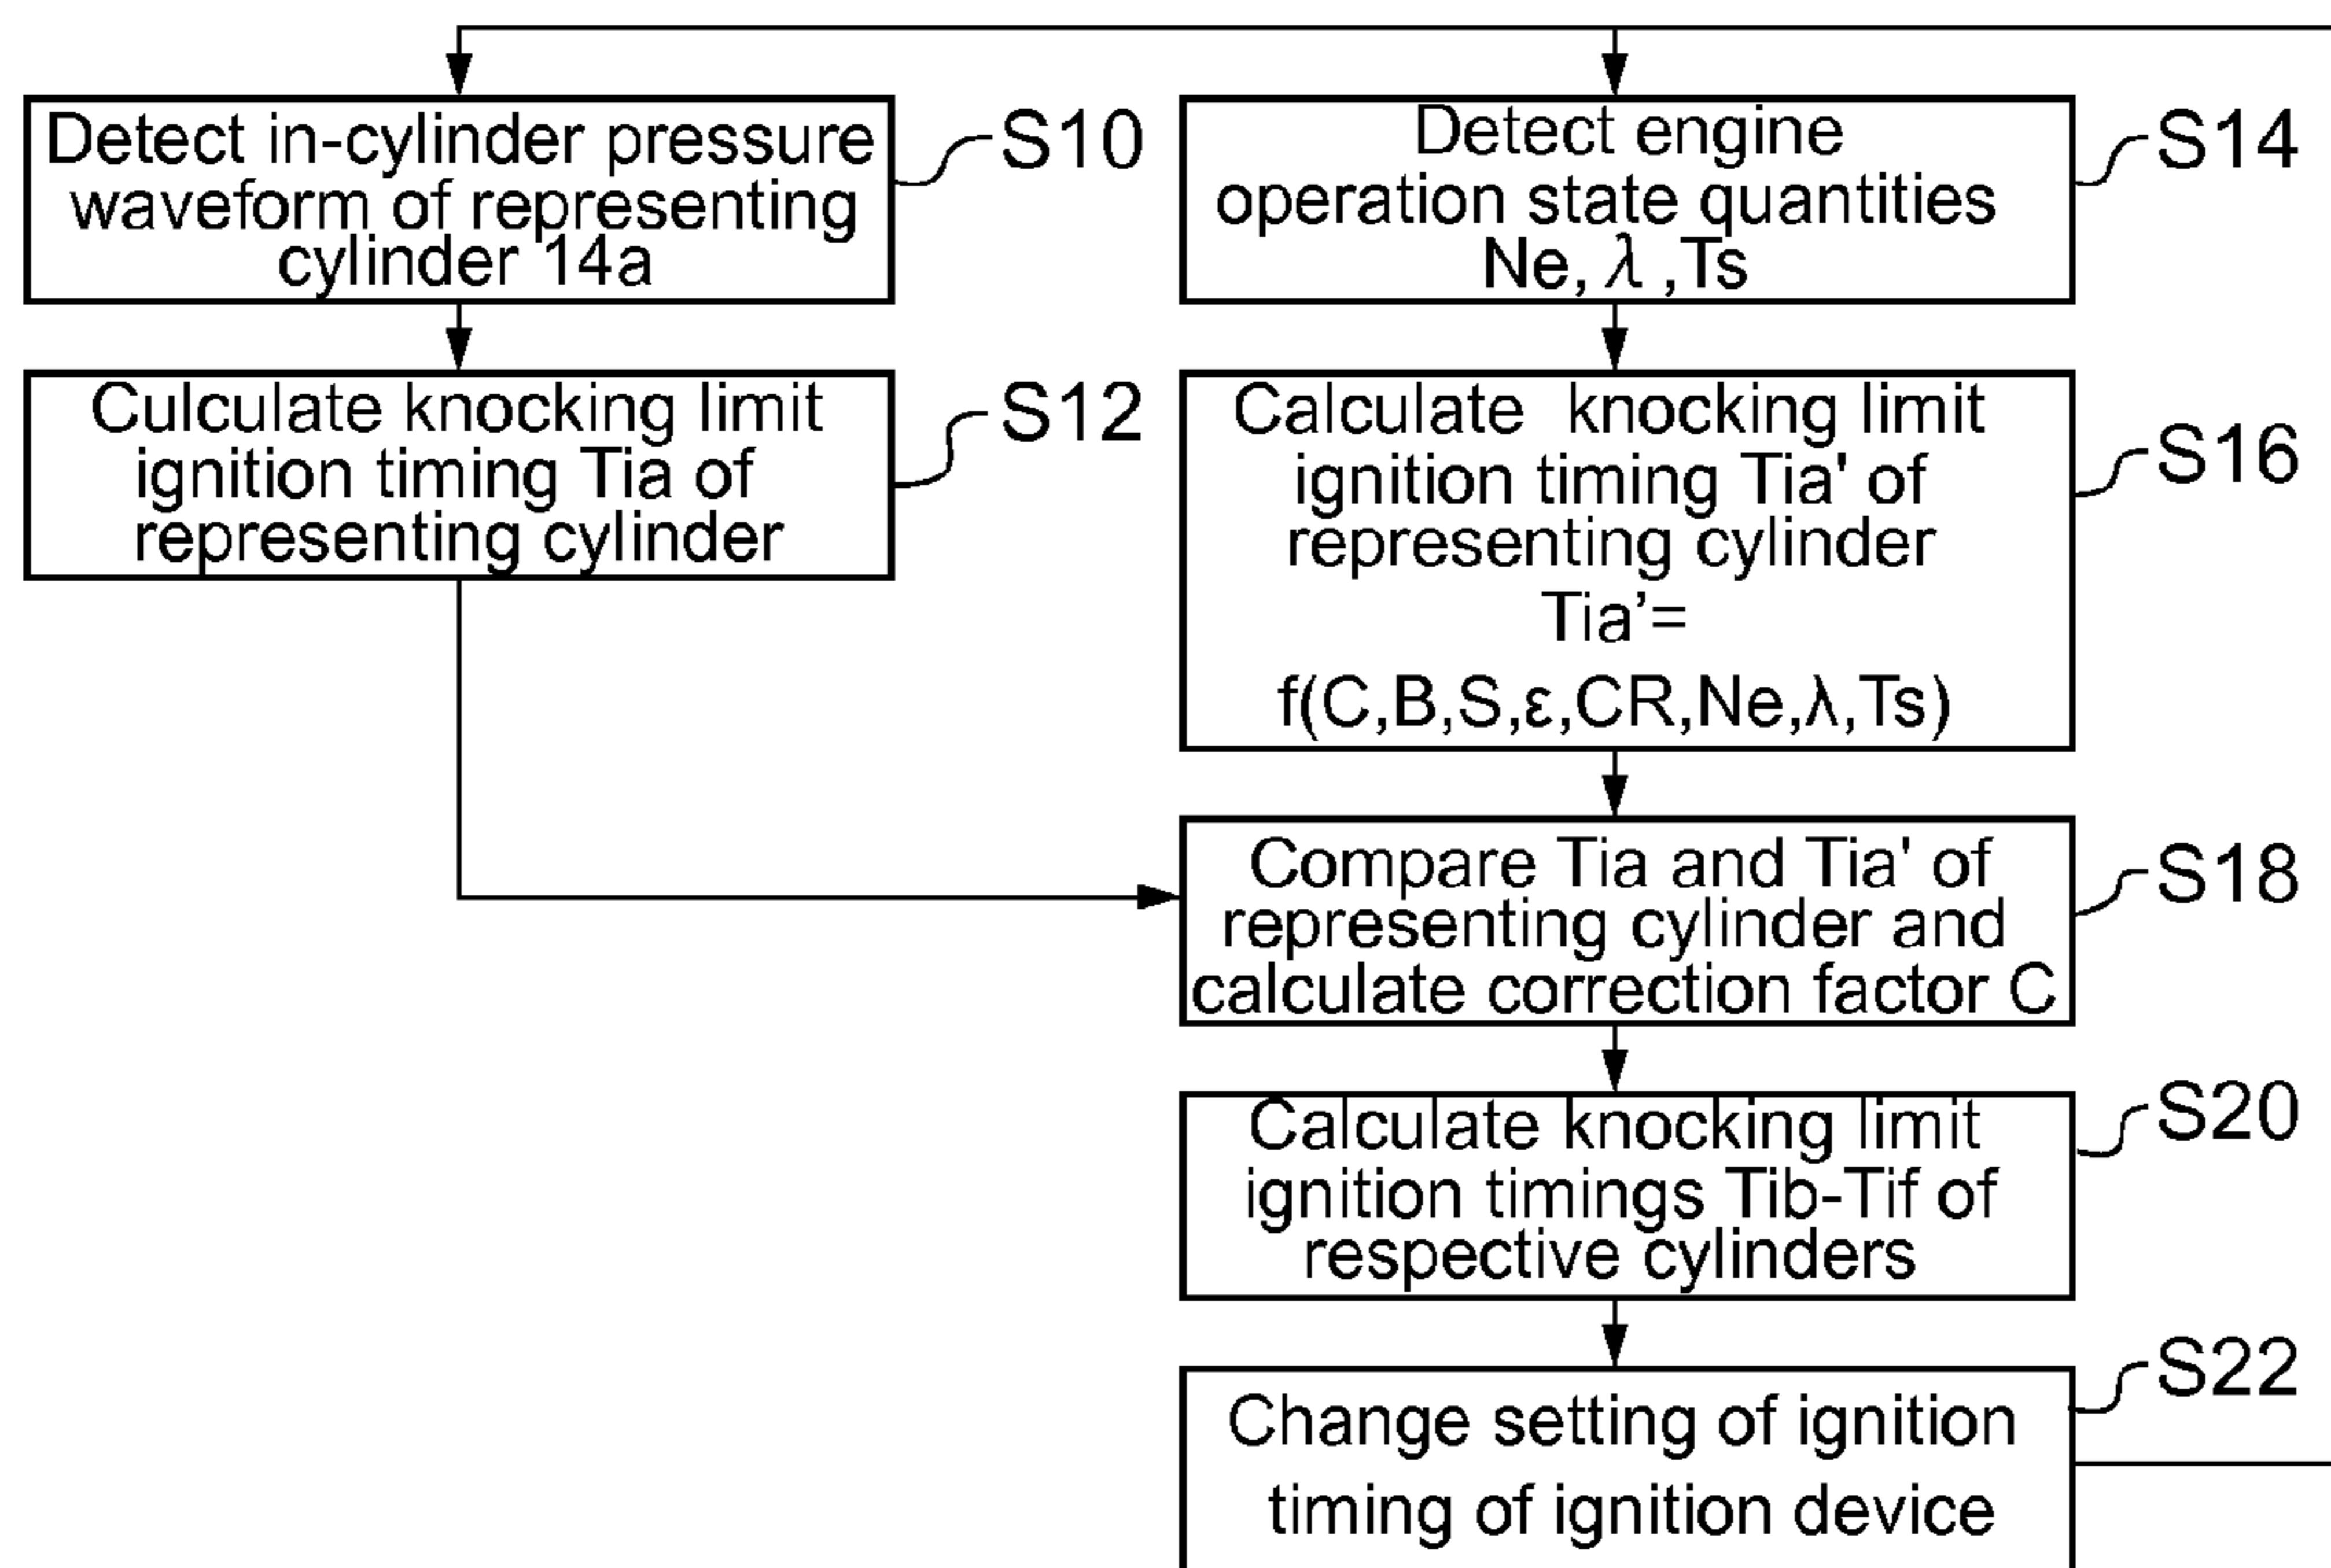 Detect in-cylinder pressure
waveform of representing
cylinder 14a
S10
Culculate knocking limit
ignition timing Tia of
representing cylinder
S12
Detect engine
operation state quantities
Ne, λ ,Ts
S14
Calculate knocking limit
ignition timing Tia' of
representing cylinder
Tia’=
f(C,B,S,ε,CR,Ne,λ,Ts)
S16
Compare Tia and Tia' of
representing cylinder and
calculate correction factor C
S18
Calculate knocking limit
ignition timings Tib-Tif of
respective cylinders
S20
Change setting of ignition
timing of ignition device
S22